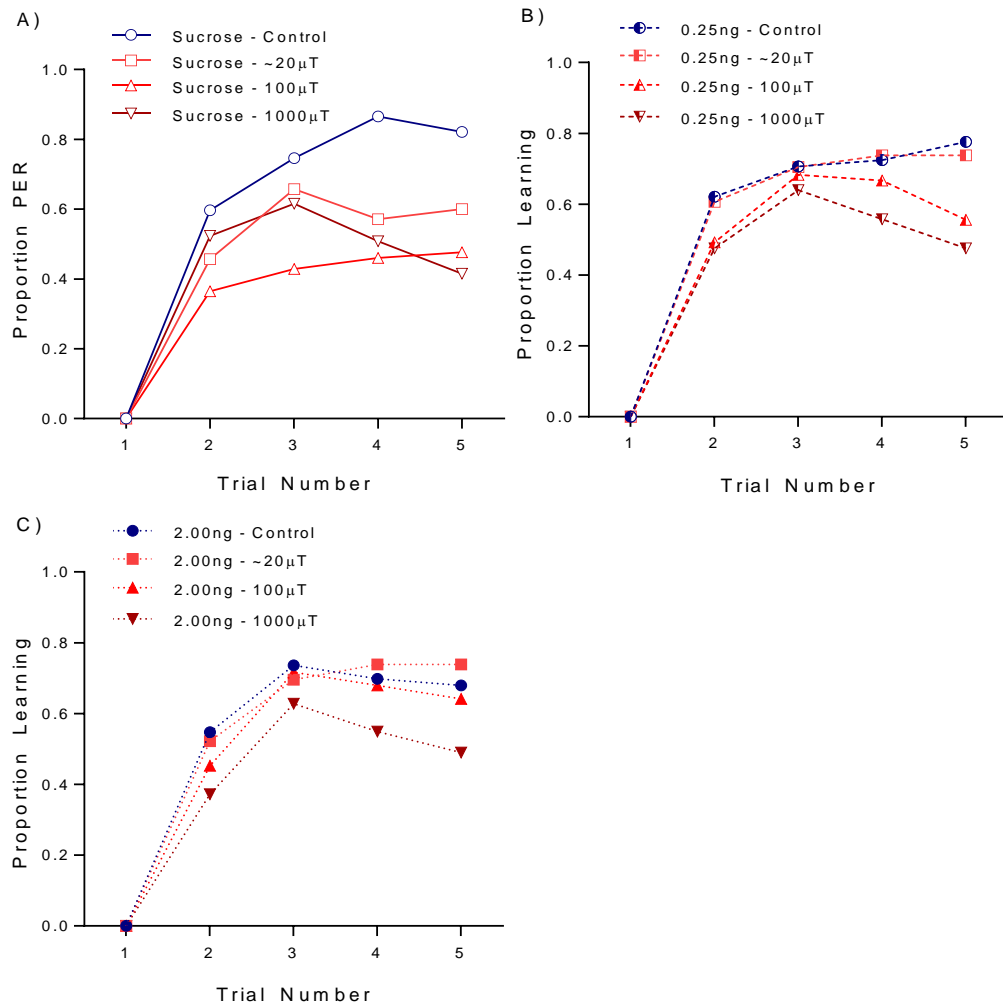 A)
Sucrose - Control
Sucrose - ~20µT
Sucrose - 100µT
Sucrose - 1000µT
1.0
0.8
0.6
0.4
0.2
0.0
Proportion PER
1 2 3 4 5
Trial Number
B)
0.25ng - Control
0.25ng - ~20µT
0.25ng - 100µT
0.25ng - 1000µT
1.0
0.8
0.6
0.4
0.2
0.0
Proportion Learning
1 2 3 4 5
Trial Number
C)
2.00ng - Control
2.00ng - ~20µT
2.00ng - 100µT
2.00ng - 1000µT
1.0
0.8
0.6
0.4
0.2
0.0
Proportion Learning
1 2 3 4 5
Trial Number